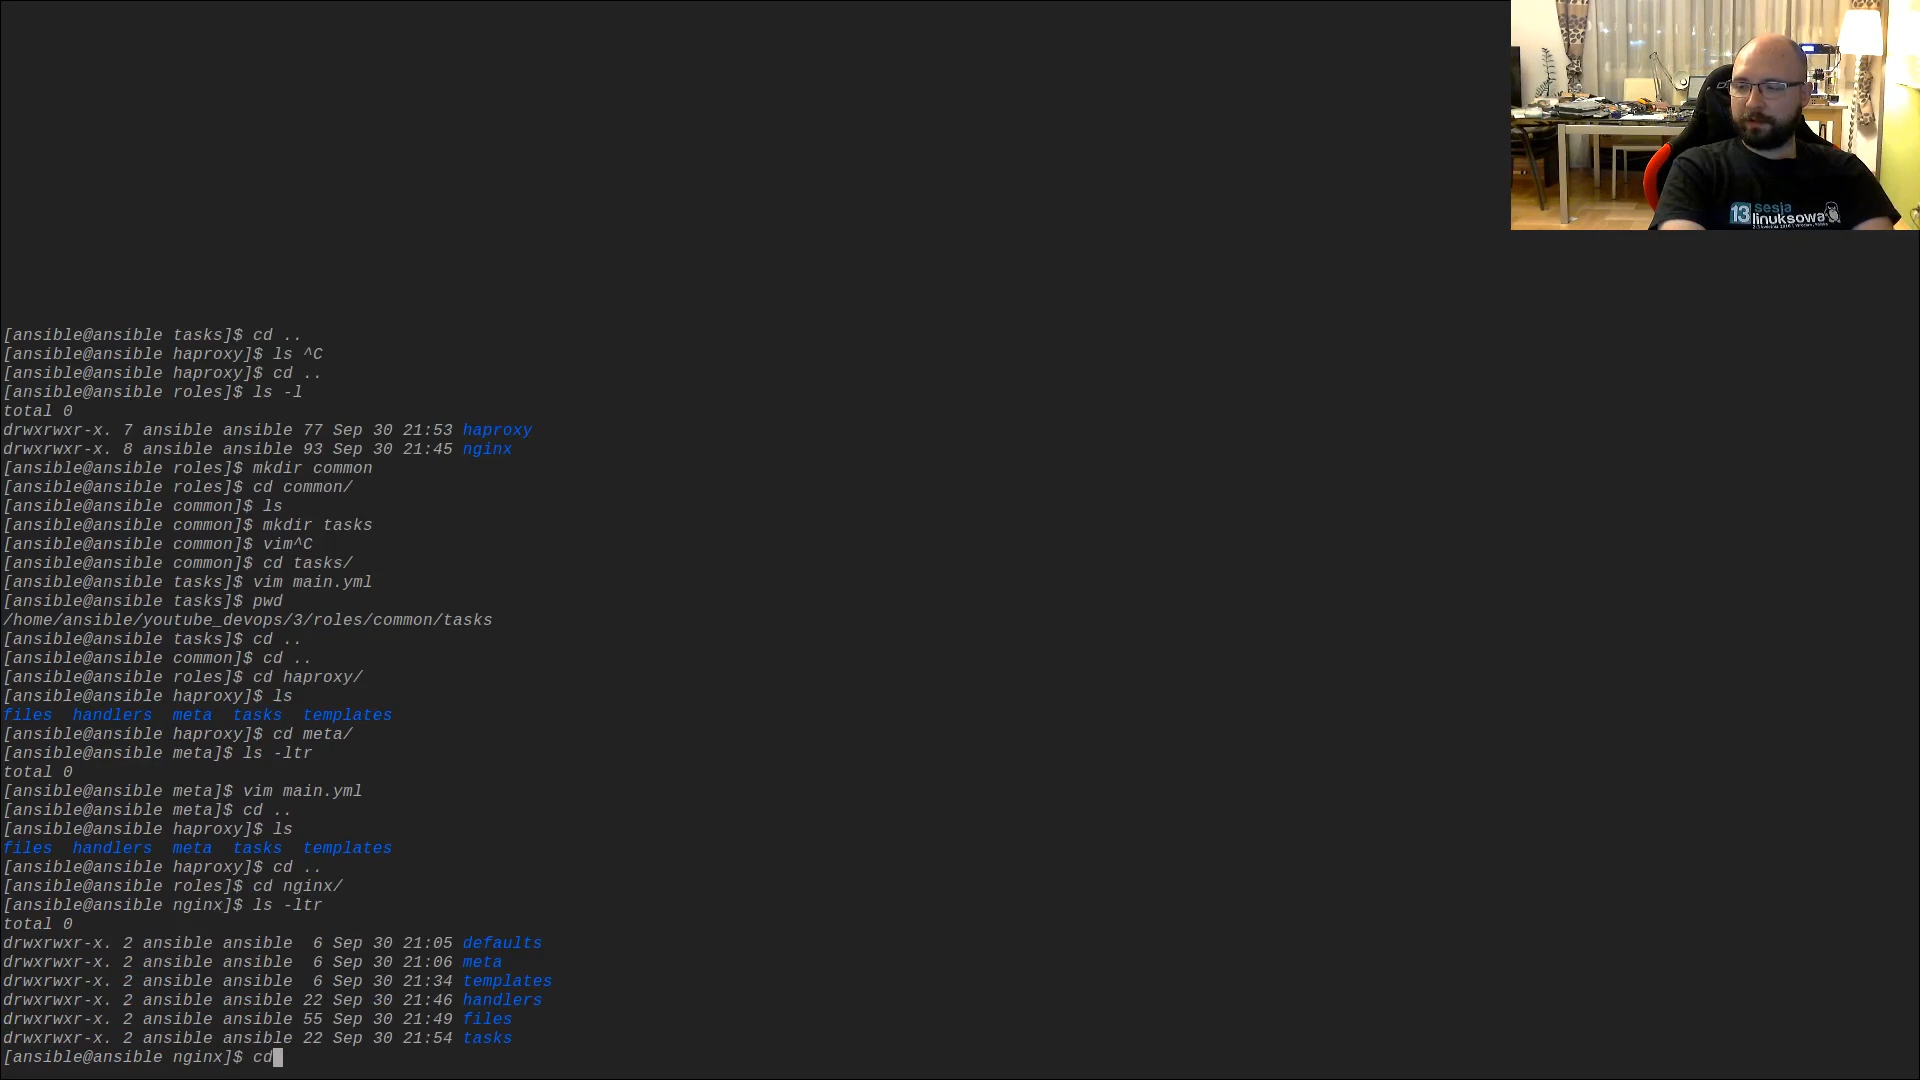 [ansible@ansible tasks]$ cd ..
[ansible@ansible haproxy]$ ls ^C
[ansible@ansible haproxy]$ cd ..
[ansible@ansible roles]$ ls -l
total 0
drwxrwxr-x. 7 ansible ansible 77 Sep 30 21:53 haproxy
drwxrwxr-x. 8 ansible ansible 93 Sep 30 21:45 nginx
[ansible@ansible roles]$ mkdir common
[ansible@ansible roles]$ cd common/
[ansible@ansible common]$ ls
[ansible@ansible common]$ mkdir tasks
[ansible@ansible common]$ vim^C
[ansible@ansible common]$ cd tasks/
[ansible@ansible tasks]$ vim main.yml
[ansible@ansible tasks]$ pwd
/home/ansible/youtube_devops/3/roles/common/tasks
[ansible@ansible tasks]$ cd ..
[ansible@ansible common]$ cd ..
[ansible@ansible roles]$ cd haproxy/
[ansible@ansible haproxy]$ ls
files  handlers  meta  tasks  templates
[ansible@ansible haproxy]$ cd meta/
[ansible@ansible meta]$ ls -ltr
total 0
[ansible@ansible meta]$ vim main.yml
[ansible@ansible meta]$ cd ..
[ansible@ansible haproxy]$ ls
files  handlers  meta  tasks  templates
[ansible@ansible haproxy]$ cd ..
[ansible@ansible roles]$ cd nginx/
[ansible@ansible nginx]$ ls -ltr
total 0
drwxrwxr-x. 2 ansible ansible  6 Sep 30 21:05 defaults
drwxrwxr-x. 2 ansible ansible  6 Sep 30 21:06 meta
drwxrwxr-x. 2 ansible ansible  6 Sep 30 21:34 templates
drwxrwxr-x. 2 ansible ansible 22 Sep 30 21:46 handlers
drwxrwxr-x. 2 ansible ansible 55 Sep 30 21:49 files
drwxrwxr-x. 2 ansible ansible 22 Sep 30 21:54 tasks
[ansible@ansible nginx]$ cd
13 sesja
linuksowa